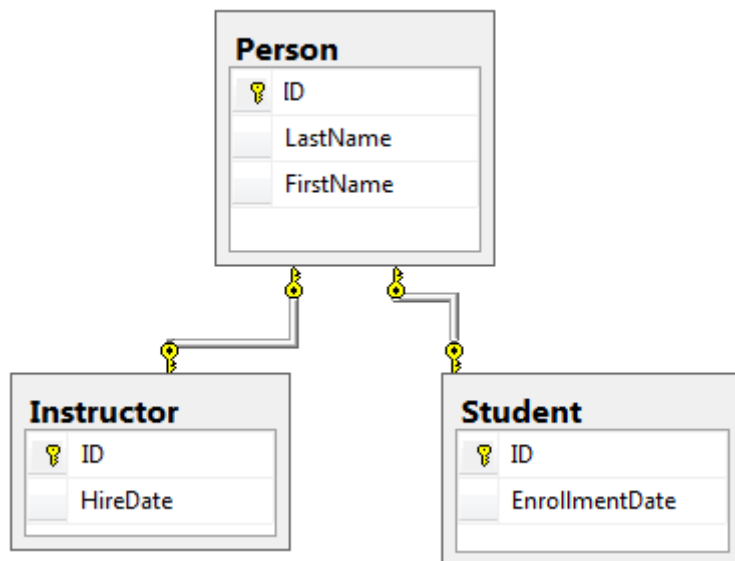 Person
ID
LastName
FirstName
Instructor
ID
HireDate
Student
ID
EnrollmentDate